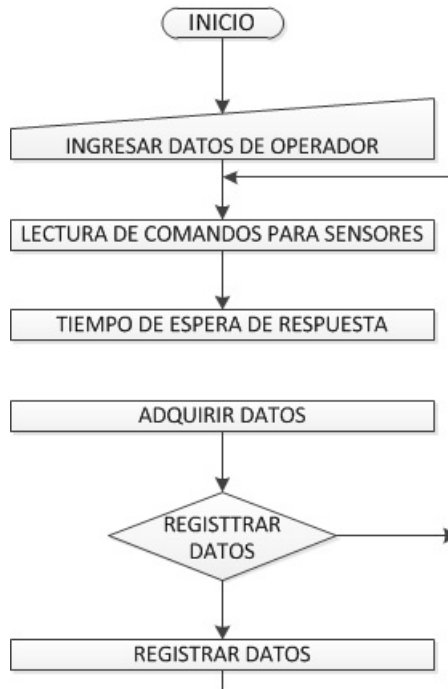 INICIO
INGRESAR DATOS DE OPERADOR
LECTURA DE COMANDOS PARA SENSORES
TIEMPO DE ESPERA DE RESPUESTA
ADQUIRIR DATOS
REGISTTRAR
DATOS
REGISTRAR DATOS